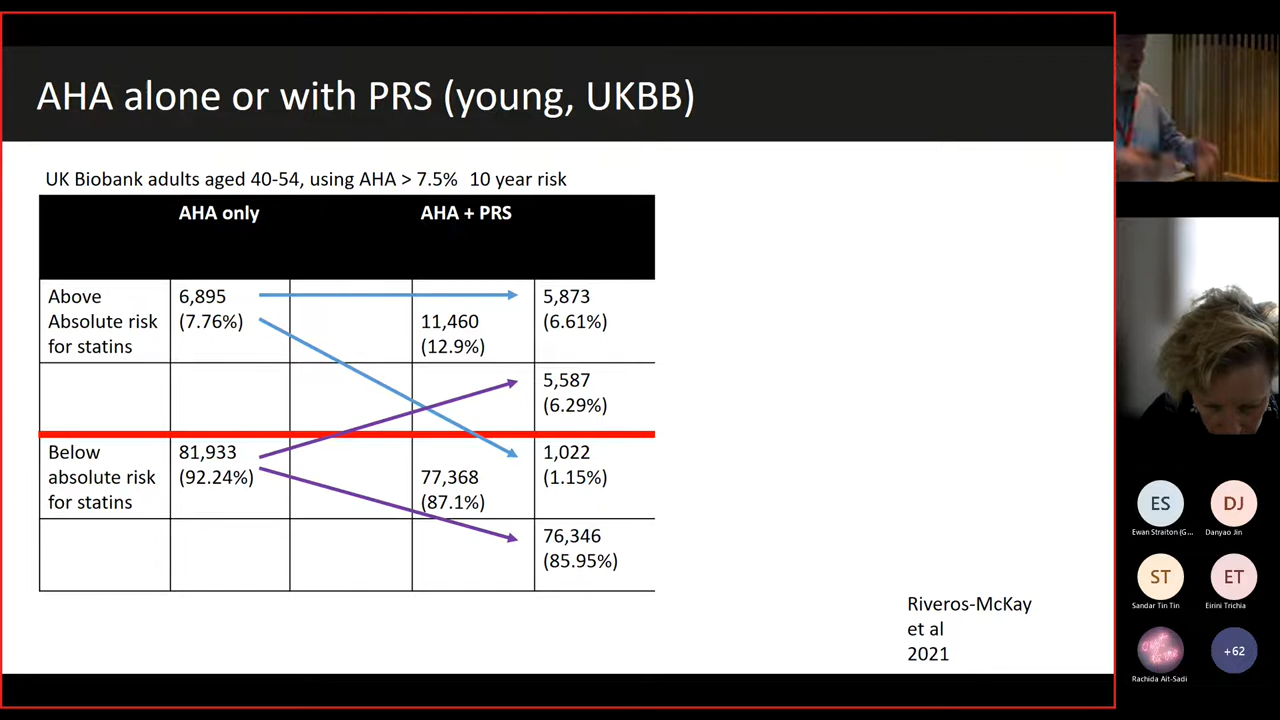 AHA alone or with PRS (young, UKBB)
UK Biobank adults aged 40-54, using AHA > 7.5% 10 year risk
AHA only
AHA + PRS
Above
Absolute risk
for statins
6,895
(7.76%)
11,460
(12.9%)
5,873
(6.61%)
5,587
(6.29%)
Below
absolute risk
for statins
81,933
(92.24%)
77,368
(87.1%)
1,022
(1.15%)
76,346
(85.95%)
Riveros-McKay
et al
2021
ES
Ewan Straiton (G...
DJ
Danyao Jin
ST
Sandar Tin Tin
ET
Eirini Trichia
Rachida Ait-Sadi
+62